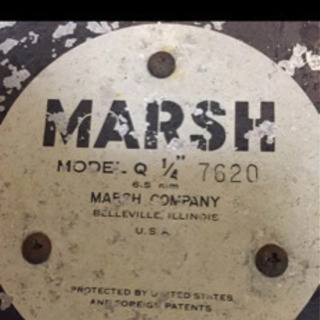 MARSH
MODEL Q 1/4" 7620
6.5 mm
MARSH COMPANY
BELLEVILLE, ILLINOIS
U.S.A.
PROTECTED BY UNITED STATES
AND FOREIGN PATENTS